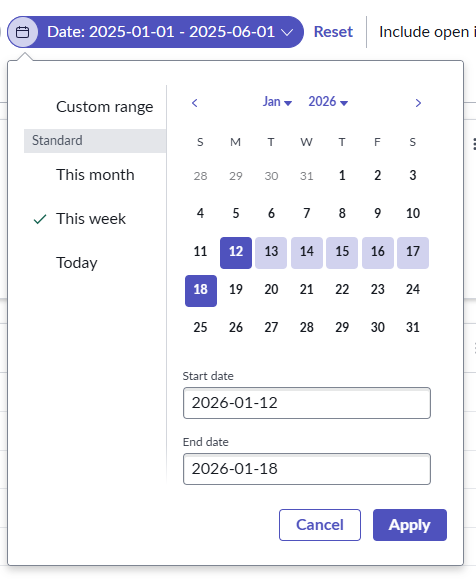 Date: 2025-01-01 - 2025-06-01 Reset Include open
Custom range
Standard
This month
This week
Today
Jan 2026
S M T W T F S
28 29 30 31 1 2 3
4 5 6 7 8 9 10
11 12 13 14 15 16 17
18 19 20 21 22 23 24
25 26 27 28 29 30 31
Start date
2026-01-12
End date
2026-01-18
Cancel Apply